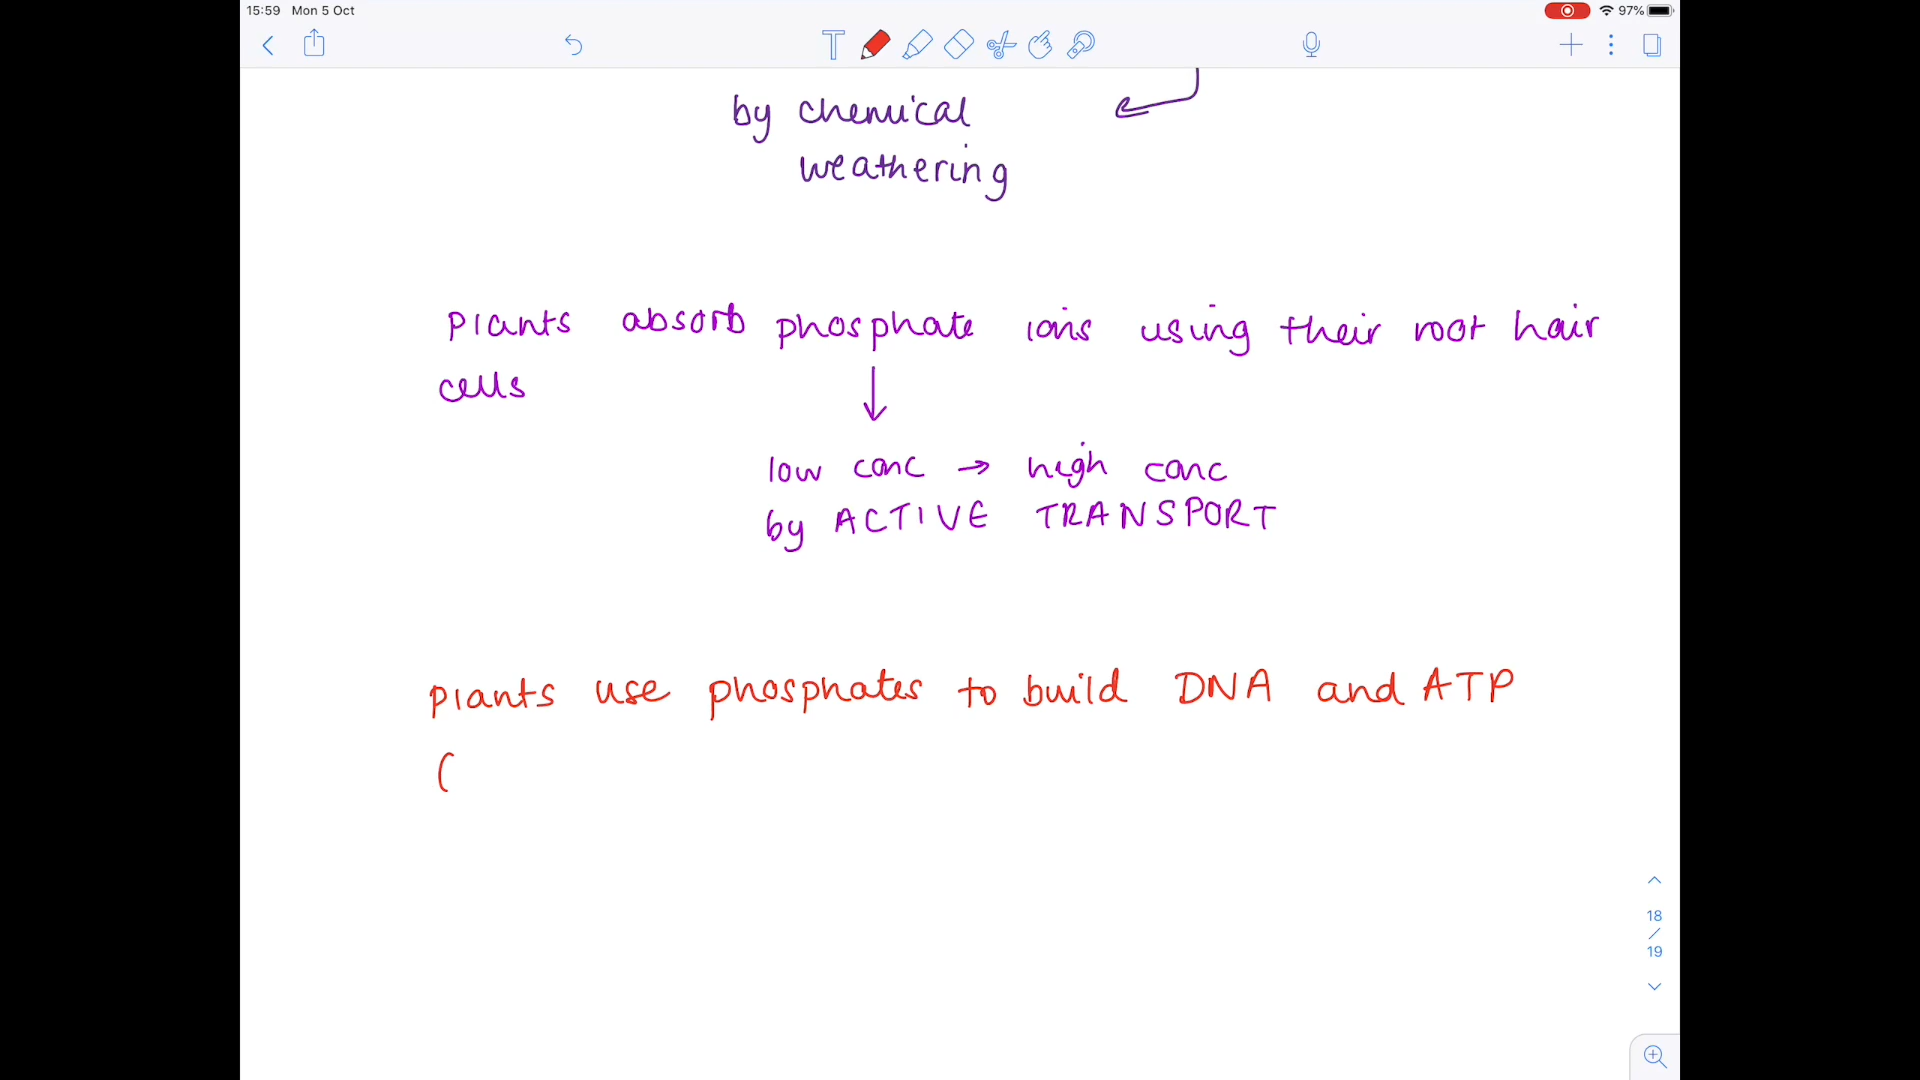 15:59 Mon 5 Oct
97%
T
by chemical
weathering
plants absorb phosphate ions using their root hair
cells
↓
low conc → high conc
by ACTIVE TRANSPORT
plants use phosphates to build DNA and ATP
(
18
/
19